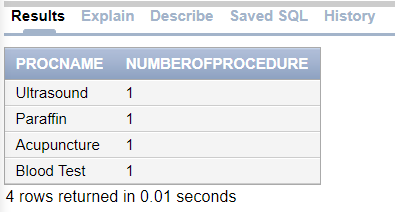 Results Explain Describe Saved SQL History
PROCNAME NUMBEROFPROCEDURE
Ultrasound 1
Paraffin 1
Acupuncture 1
Blood Test 1
4 rows returned in 0.01 seconds